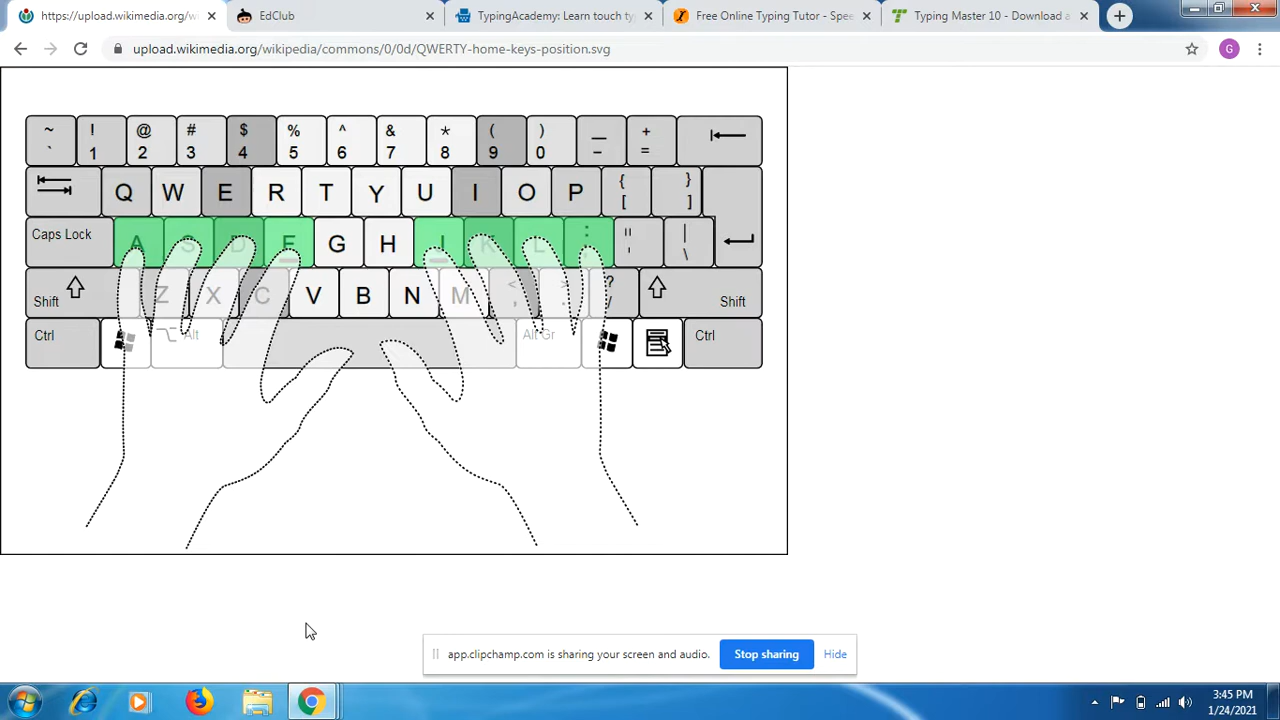 https://upload.wikimedia.org/w
EdClub
TypingAcademy: Learn touch ty
Free Online Typing Tutor - Spee
Typing Master 10 - Download a
upload.wikimedia.org/wikipedia/commons/0/0d/QWERTY-home-keys-position.svg
G
~ ! @ # $ % ^ & * ( ) _ +
` 1 2 3 4 5 6 7 8 9 0 - =
Q W E R T Y U I O P { [ } ]
Caps Lock A S D F G H J K L : " ' | \
Shift Z X C V B N M < , > . ? / Shift
Ctrl Alt Alt Gr Ctrl
app.clipchamp.com is sharing your screen and audio.
Stop sharing
Hide
3:45 PM
1/24/2021